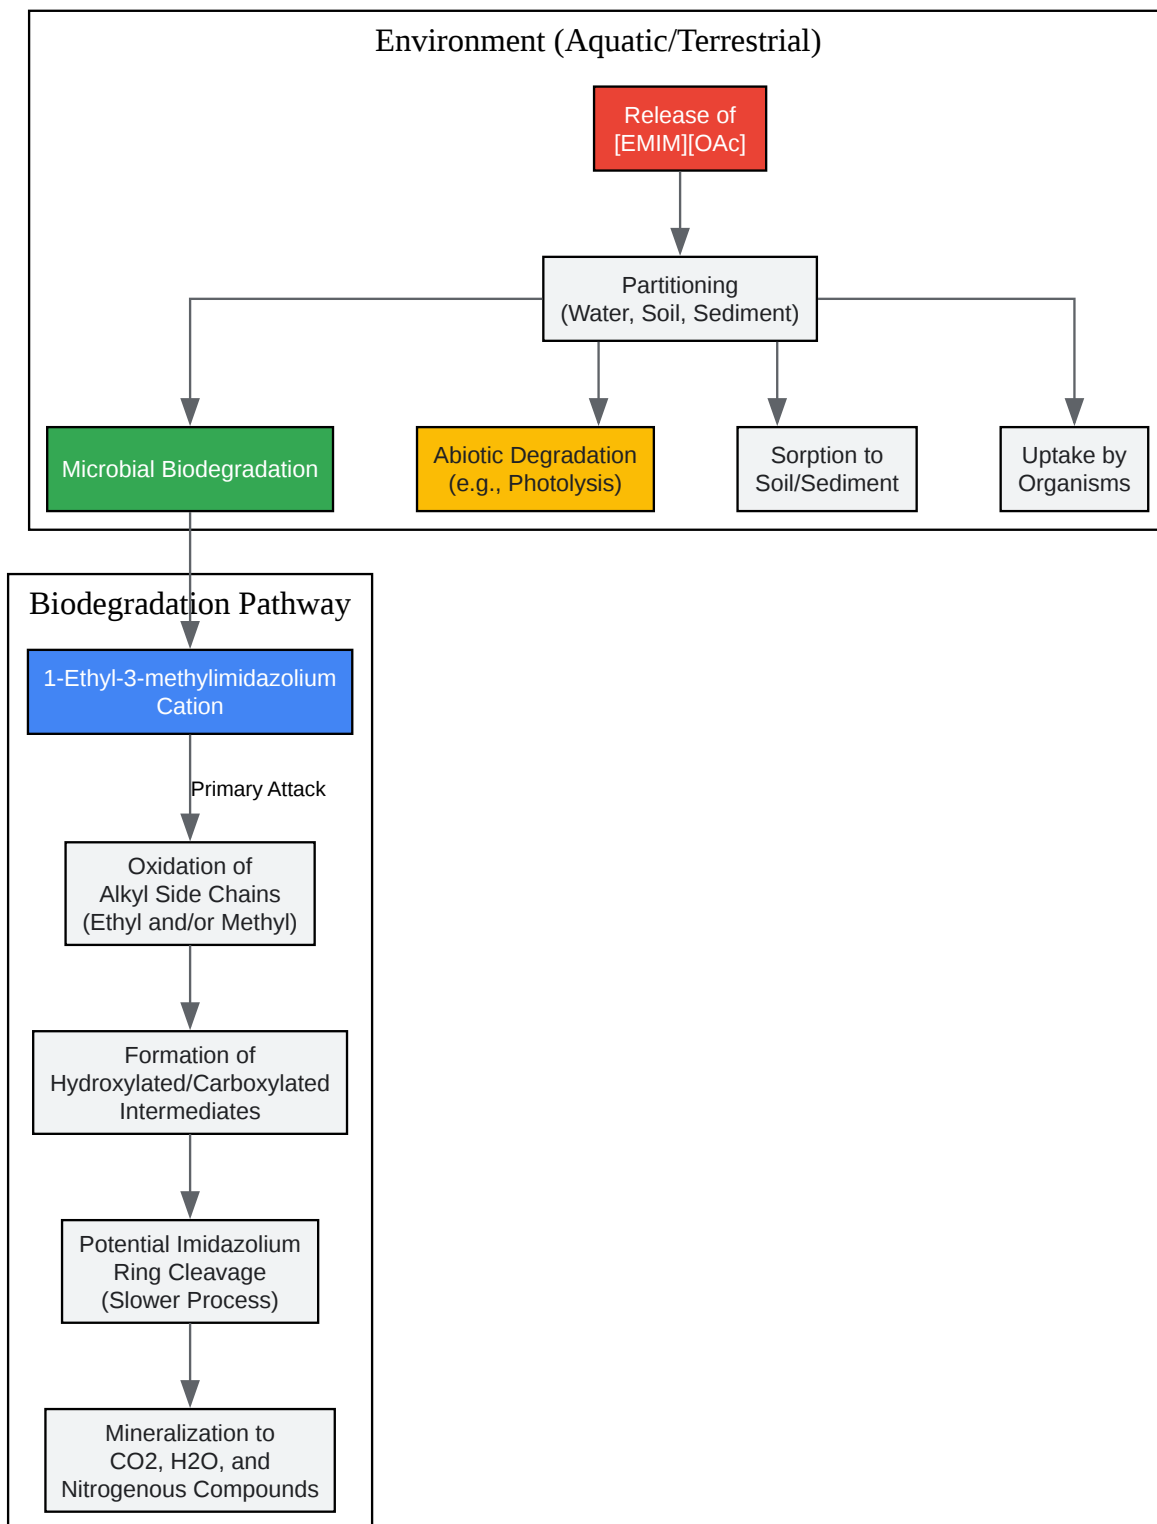 Environment (Aquatic/Terrestrial)
Release of
[EMIM][OAc]
Partitioning
(Water, Soil, Sediment)
Microbial Biodegradation
Abiotic Degradation
(e.g., Photolysis)
Sorption to
Soil/Sediment
Uptake by
Organisms
Biodegradation Pathway
1-Ethyl-3-methylimidazolium
Cation
Primary Attack
Oxidation of
Alkyl Side Chains
(Ethyl and/or Methyl)
Formation of
Hydroxylated/Carboxylated
Intermediates
Potential Imidazolium
Ring Cleavage
(Slower Process)
Mineralization to
CO2, H2O, and
Nitrogenous Compounds